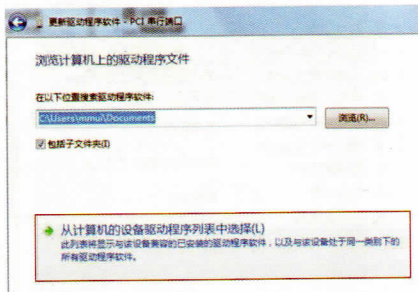 更新驱动程序软件 - PCI 串行端口
浏览计算机上的驱动程序文件
在以下位置搜索驱动程序软件:
C:\Users\mmui\Documents
浏览(R)...
包括子文件夹(I)
从计算机的设备驱动程序列表中选择(L)
此列表将显示与该设备兼容的已安装的驱动程序软件，以及与该设备处于同一类别下的
所有驱动程序软件。